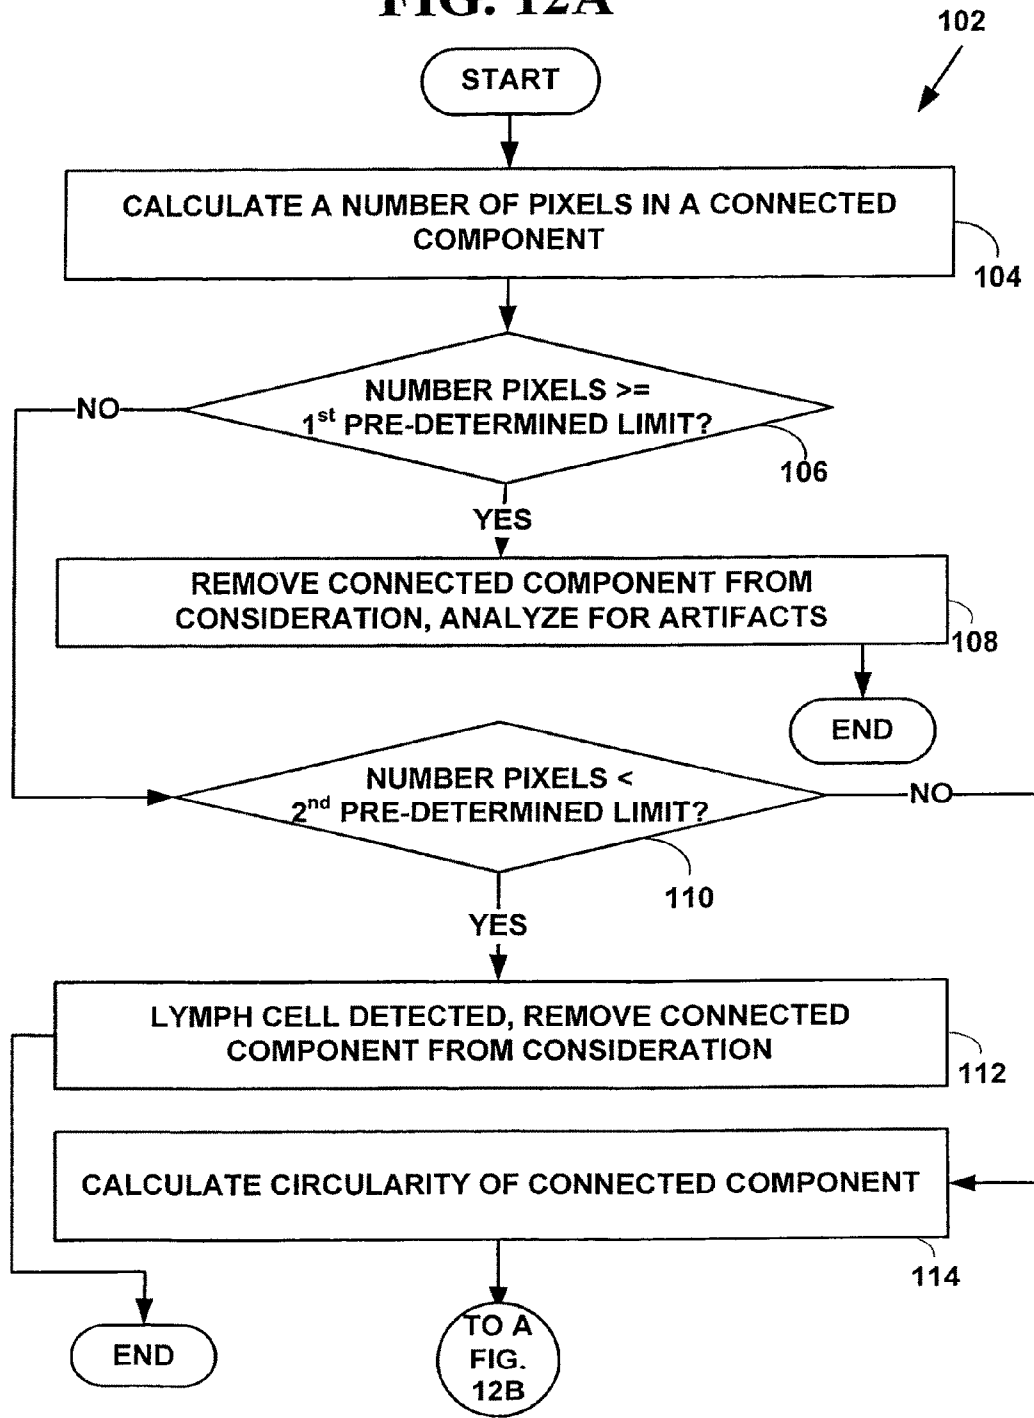 FIG. 12A
102
START
CALCULATE A NUMBER OF PIXELS IN A CONNECTED
COMPONENT
104
NUMBER PIXELS >=
1st PRE-DETERMINED LIMIT?
NO
106
YES
REMOVE CONNECTED COMPONENT FROM
CONSIDERATION, ANALYZE FOR ARTIFACTS
108
END
NUMBER PIXELS <
2nd PRE-DETERMINED LIMIT?
NO
110
YES
LYMPH CELL DETECTED, REMOVE CONNECTED
COMPONENT FROM CONSIDERATION
112
CALCULATE CIRCULARITY OF CONNECTED COMPONENT
114
END
TO A
FIG.
12B